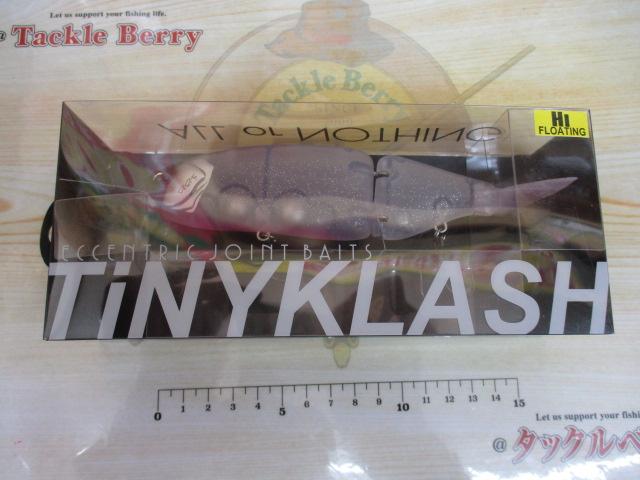 Let us support your fishing life.
@ Tackle Berry
Tackle Berry
SINCE
ALL or NOTHING
Hi
FLOATING
ECCENTRIC JOINT BAITS
TiNYKLASH
0 1 2 3 4 5 6 7 8 9 10 11 12 13 14 15
Let us support your fishi
@ タックルベ